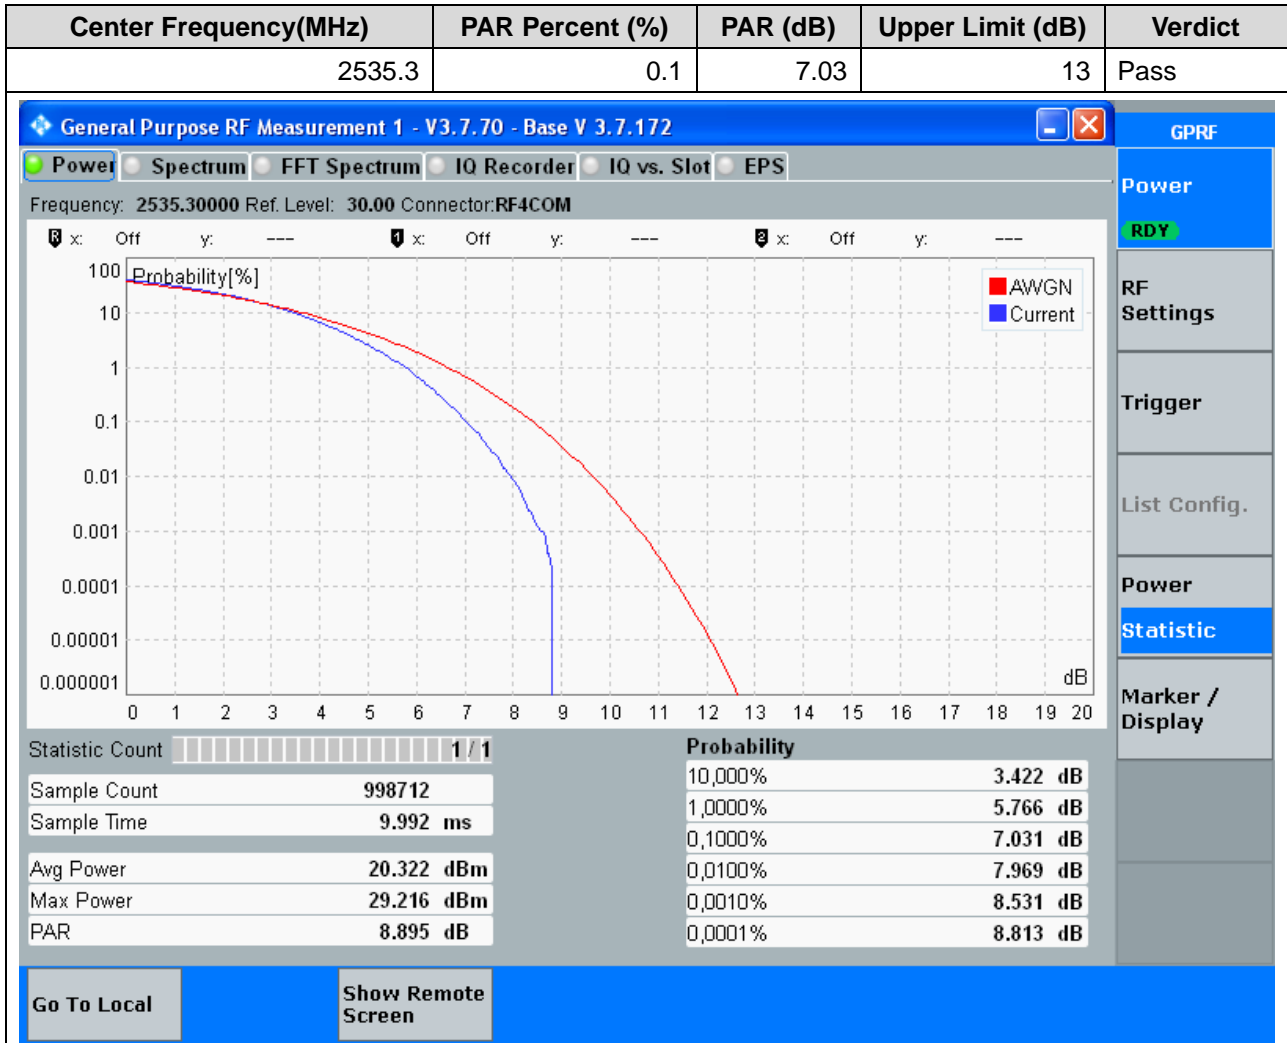 Center Frequency(MHz) PAR Percent (%) PAR (dB) Upper Limit (dB) Verdict
2535.3 0.1 7.03 13 Pass
General Purpose RF Measurement 1 - V3.7.70 - Base V 3.7.172
GPRF
Power Spectrum FFT Spectrum IQ Recorder IQ vs. Slot EPS
Frequency: 2535.30000 Ref. Level: 30.00 Connector:RF4COM
R x: Off y: --- 1 x: Off y: --- 2 x: Off y: ---
Probability[%]
AWGN
Current
100
10
1
0.1
0.01
0.001
0.0001
0.00001
0.000001
dB
0 1 2 3 4 5 6 7 8 9 10 11 12 13 14 15 16 17 18 19 20
Statistic Count 1 / 1
Sample Count 998712
Sample Time 9.992 ms
Avg Power 20.322 dBm
Max Power 29.216 dBm
PAR 8.895 dB
Probability
10,000% 3.422 dB
1,0000% 5.766 dB
0,1000% 7.031 dB
0,0100% 7.969 dB
0,0010% 8.531 dB
0,0001% 8.813 dB
Power
RDY
RF
Settings
Trigger
List Config.
Power
Statistic
Marker /
Display
Go To Local
Show Remote
Screen